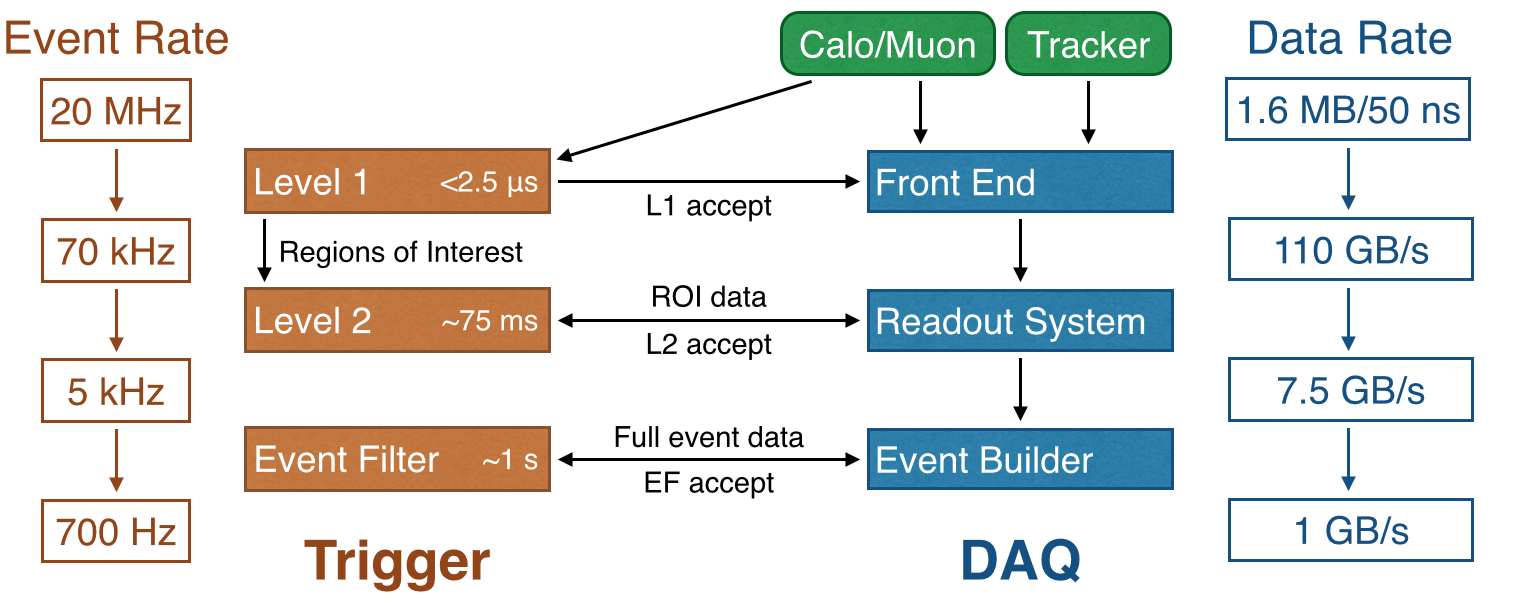 Event Rate
Calo/Muon
Tracker
Data Rate
20 MHz
1.6 MB/50 ns
Level 1 <2.5 µs
L1 accept
Front End
70 kHz
Regions of Interest
110 GB/s
Level 2 ~75 ms
ROI data
L2 accept
Readout System
5 kHz
7.5 GB/s
Event Filter ~1 s
Full event data
EF accept
Event Builder
700 Hz
1 GB/s
Trigger
DAQ